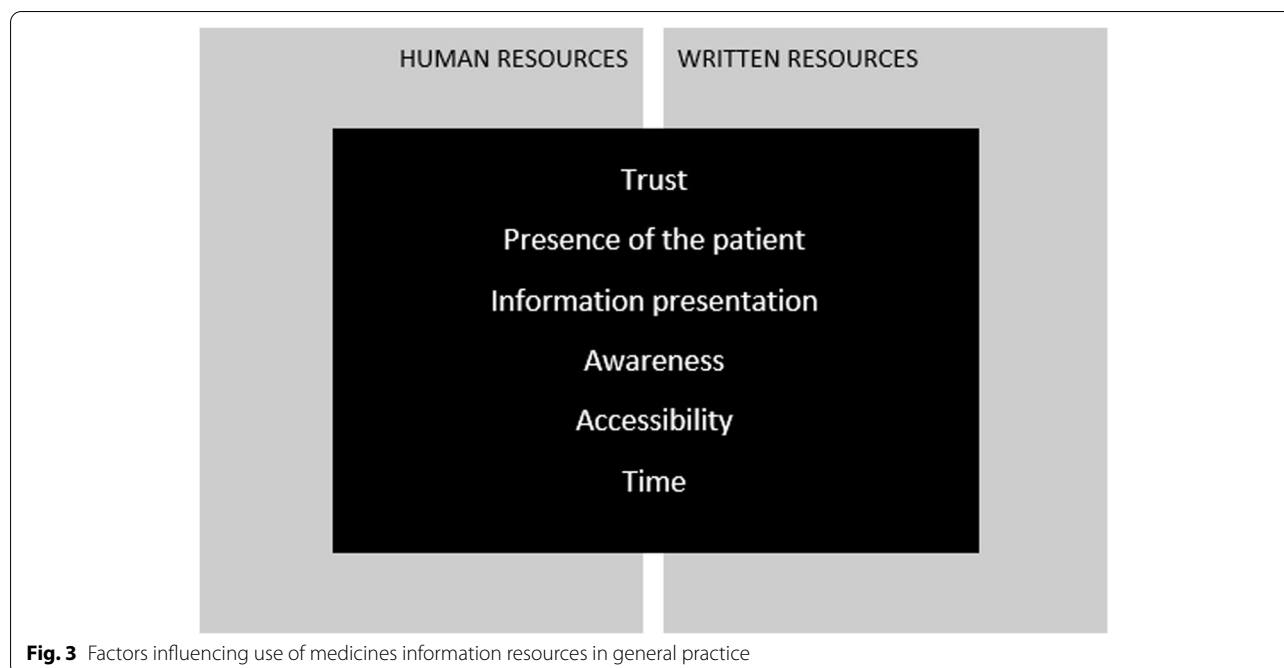 HUMAN RESOURCES
WRITTEN RESOURCES
Trust
Presence of the patient
Information presentation
Awareness
Accessibility
Time
Fig. 3 Factors influencing use of medicines information resources in general practice